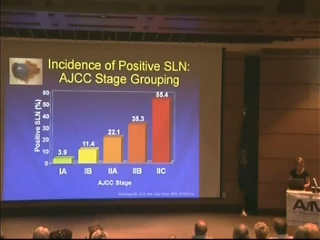 Incidence of Positive SLN:
AJCC Stage Grouping
Positive SLN (%)
60
50
40
30
20
10
0
3.9
11.4
22.1
35.3
55.4
IA
IB
IIA
IIB
IIC
AJCC Stage